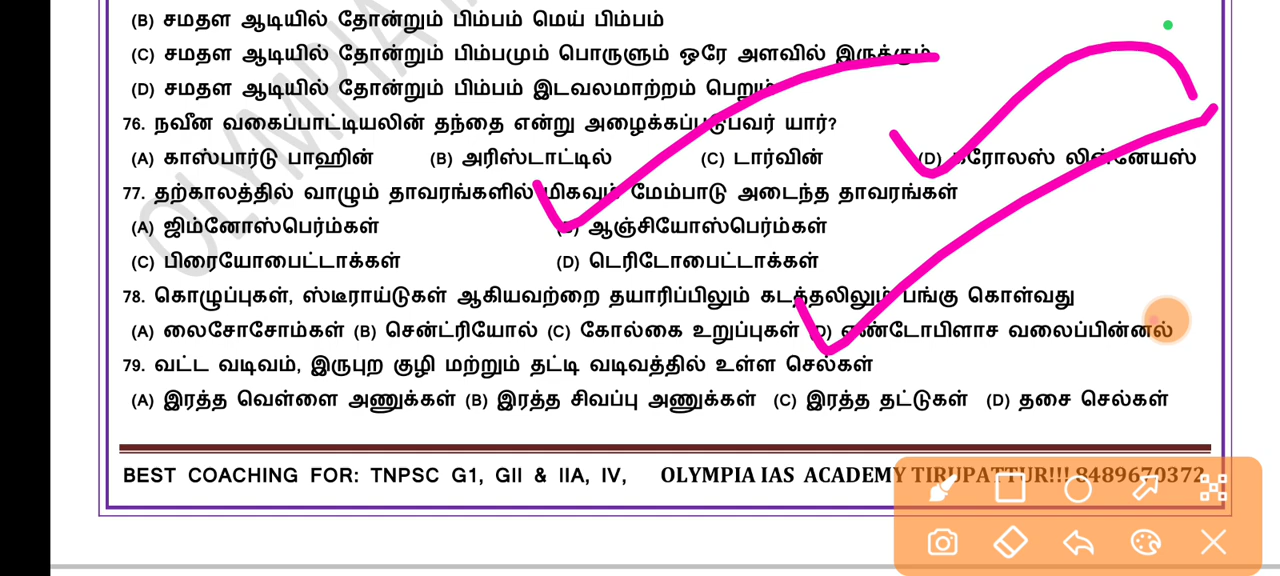 (B) சமதள ஆடியில் தோன்றும் பிம்பம் மெய் பிம்பம்
(C) சமதள ஆடியில் தோன்றும் பிம்பமும் பொருளும் ஒரே அளவில் இருக்கும்
(D) சமதள ஆடியில் தோன்றும் பிம்பம் இடவலமாற்றம் பெறும்
76. நவீன வகைப்பாட்டியலின் தந்தை என்று அழைக்கப்படுபவர் யார்?
(A) காஸ்பார்டு பாஹின் (B) அரிஸ்டாட்டில் (C) டார்வின் (D) கரோலஸ் லின்னேயஸ்
77. தற்காலத்தில் வாழும் தாவரங்களில் மிகவும் மேம்பாடு அடைந்த தாவரங்கள்
(A) ஜிம்னோஸ்பெர்ம்கள் (B) ஆஞ்சியோஸ்பெர்ம்கள்
(C) பிரையோபைட்டாக்கள் (D) டெரிடோபைட்டாக்கள்
78. கொழுப்புகள், ஸ்டீராய்டுகள் ஆகியவற்றை தயாரிப்பிலும் கடத்தலிலும் பங்கு கொள்வது
(A) லைசோசோம்கள் (B) சென்ட்ரியோல் (C) கோல்கை உறுப்புகள் (D) எண்டோபிளாச வலைப்பின்னல்
79. வட்ட வடிவம், இருபுற குழி மற்றும் தட்டி வடிவத்தில் உள்ள செல்கள்
(A) இரத்த வெள்ளை அணுக்கள் (B) இரத்த சிவப்பு அணுக்கள் (C) இரத்த தட்டுகள் (D) தசை செல்கள்
BEST COACHING FOR: TNPSC G1, GII & IIA, IV, OLYMPIA IAS ACADEMY TIRUPATTUR!!! 8489670372
OLYMPIA I